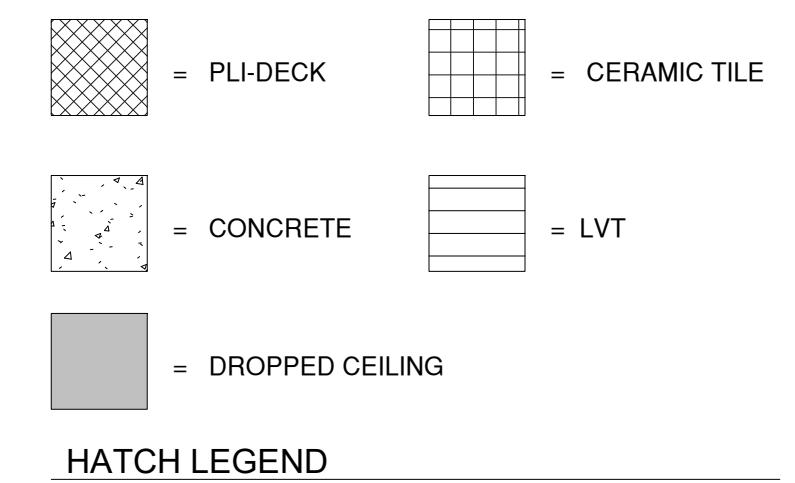 = PLI-DECK
= CERAMIC TILE
= CONCRETE
= LVT
= DROPPED CEILING
HATCH LEGEND